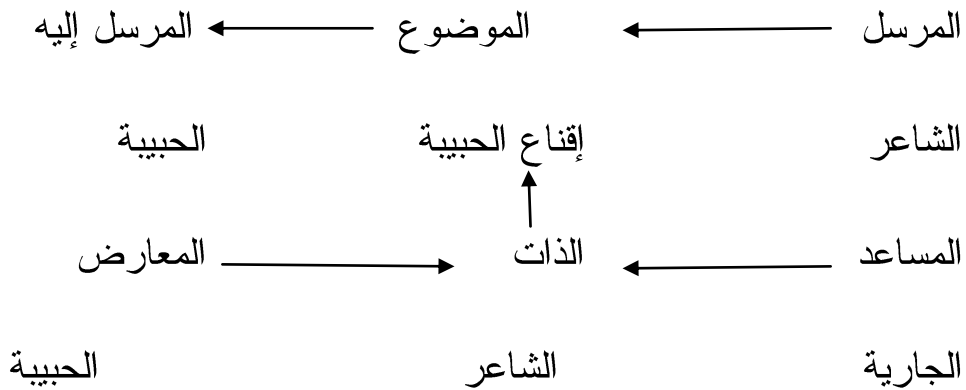 المرسل الموضوع المرسل إليه
الشاعر إقناع الحبيبة الحبيبة
المساعد الذات المعارض
الجارية الشاعر الحبيبة